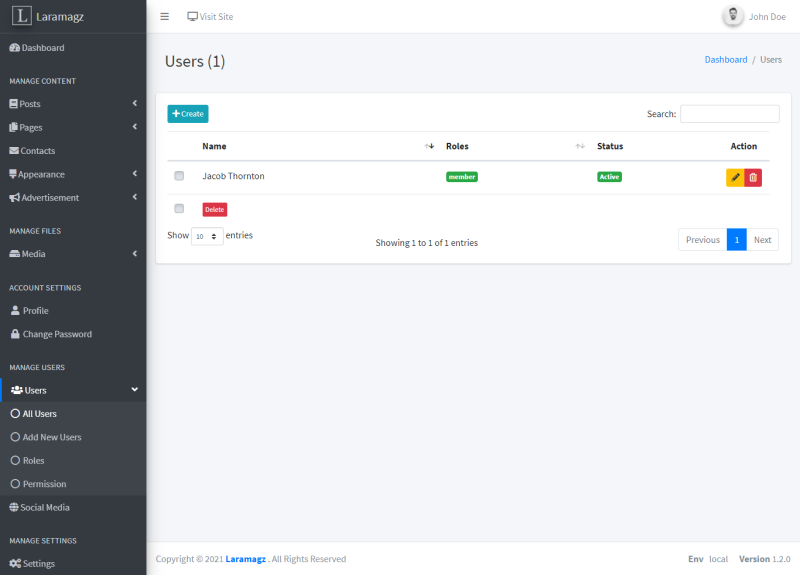 L Laramagz
Visit Site
John Doe
Dashboard
MANAGE CONTENT
Posts
Pages
Contacts
Appearance
Advertisement
MANAGE FILES
Media
ACCOUNT SETTINGS
Profile
Change Password
MANAGE USERS
Users
All Users
Add New Users
Roles
Permission
Social Media
MANAGE SETTINGS
Settings
Users (1)
Dashboard / Users
Create
Search:
Name Roles Status Action
Jacob Thornton member Active
Delete
Show 10 entries
Showing 1 to 1 of 1 entries
Previous 1 Next
Copyright © 2021 Laramagz . All Rights Reserved
Env local Version 1.2.0